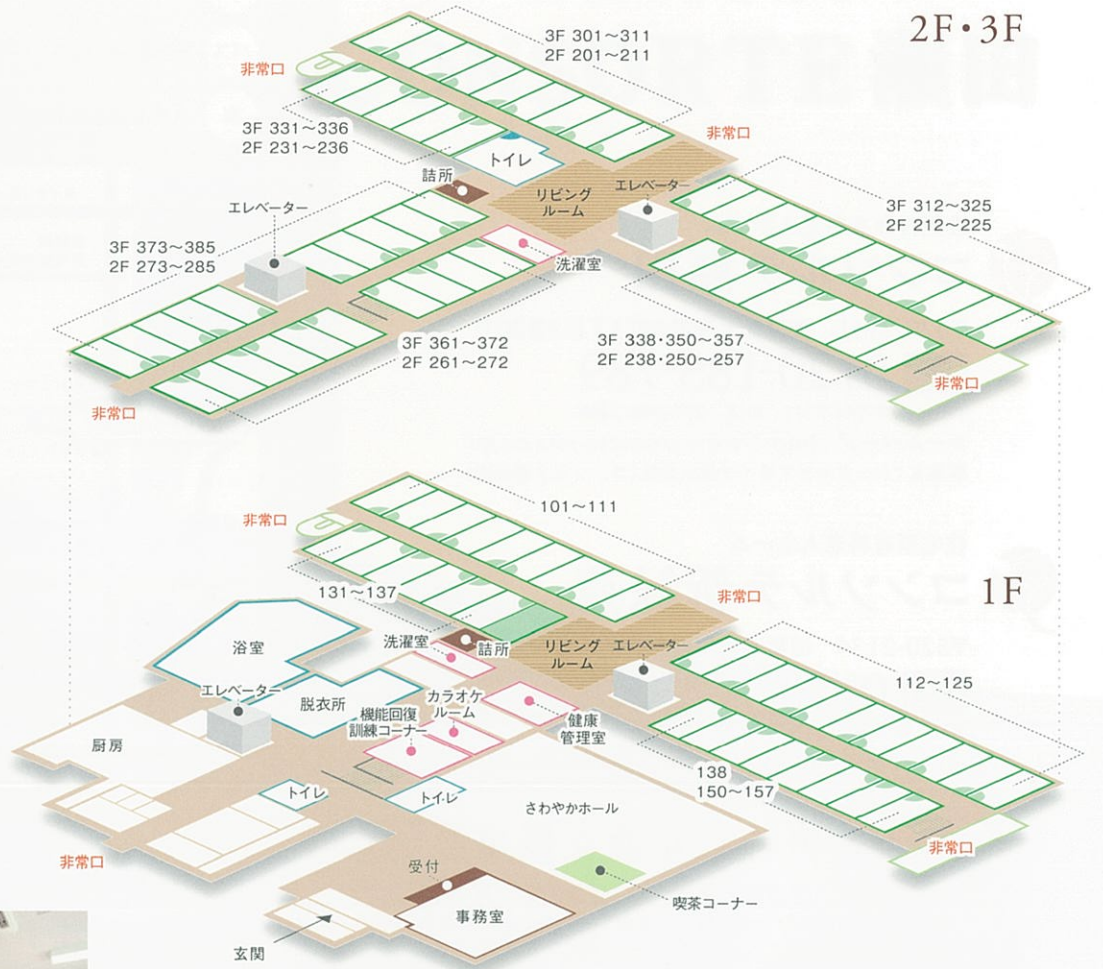 2F・3F
3F 301〜311
2F 201〜211
非常口
3F 331〜336
2F 231〜236
非常口
トイレ
詰所
リビング
ルーム
エレベーター
エレベーター
3F 312〜325
2F 212〜225
3F 373〜385
2F 273〜285
洗濯室
3F 361〜372
2F 261〜272
3F 338・350〜357
2F 238・250〜257
非常口
非常口
1F
101〜111
非常口
131〜137
非常口
洗濯室
詰所
リビング
ルーム
エレベーター
浴室
エレベーター
脱衣所
カラオケ
ルーム
機能回復
訓練コーナー
健康
管理室
112〜125
厨房
138
150〜157
トイレ
トイレ
さわやかホール
非常口
非常口
受付
事務室
喫茶コーナー
玄関